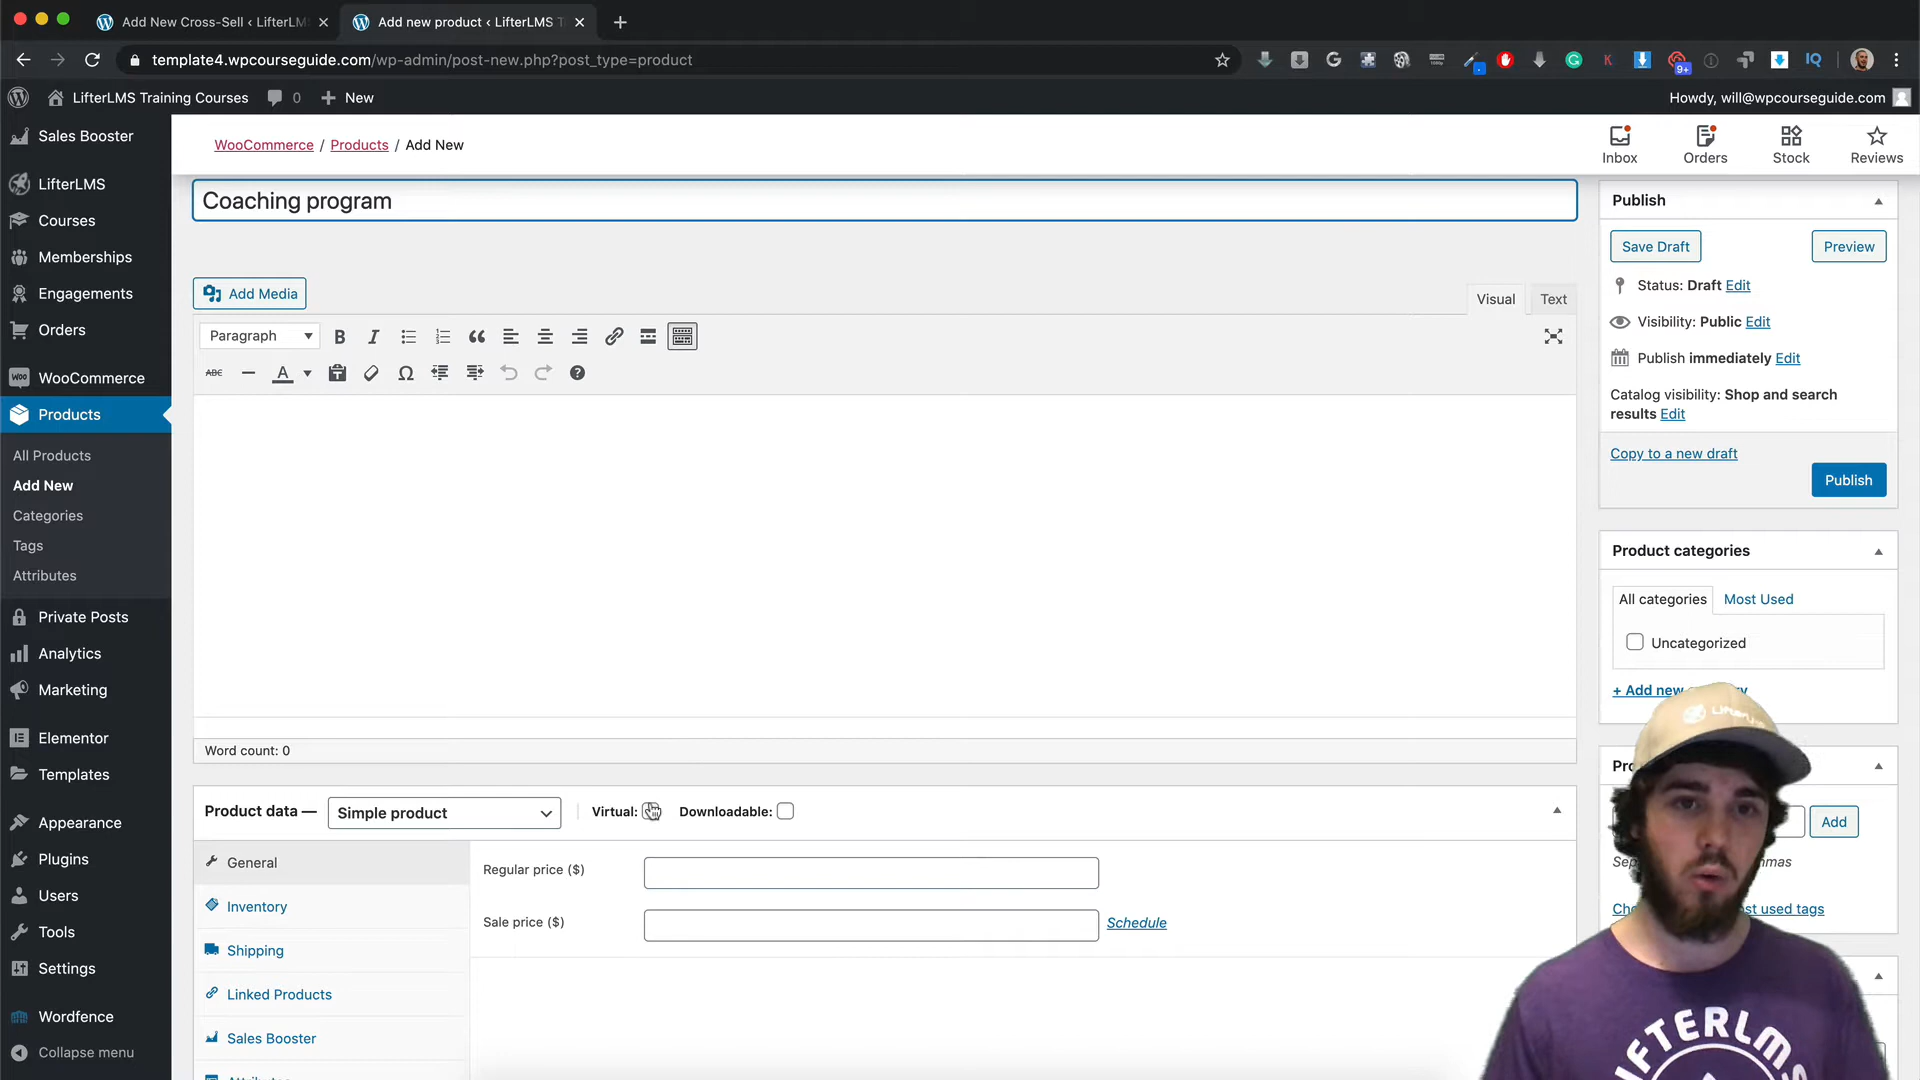 Add New Cross-Sell ‹ LifterLM
Add new product ‹ LifterLMS T
template4.wpcourseguide.com/wp-admin/post-new.php?post_type=product
9+
IQ
LifterLMS Training Courses
0
New
Howdy, will@wpcourseguide.com
Sales Booster
LifterLMS
Courses
Memberships
Engagements
Orders
WooCommerce
Products
All Products
Add New
Categories
Tags
Attributes
Private Posts
Analytics
Marketing
Elementor
Templates
Appearance
Plugins
Users
Tools
Settings
Wordfence
Collapse menu
WooCommerce / Products / Add New
Inbox
Orders
Stock
Reviews
Coaching program
Add Media
Visual
Text
Paragraph
Word count: 0
Product data —
Simple product
Virtual:
Downloadable:
General
Inventory
Shipping
Linked Products
Sales Booster
Regular price ($)
Sale price ($)
Schedule
Publish
Save Draft
Preview
Status: Draft Edit
Visibility: Public Edit
Publish immediately Edit
Catalog visibility: Shop and search
results Edit
Copy to a new draft
Publish
Product categories
All categories
Most Used
Uncategorized
+ Add new
Add
st used tags
LIFTERLMS